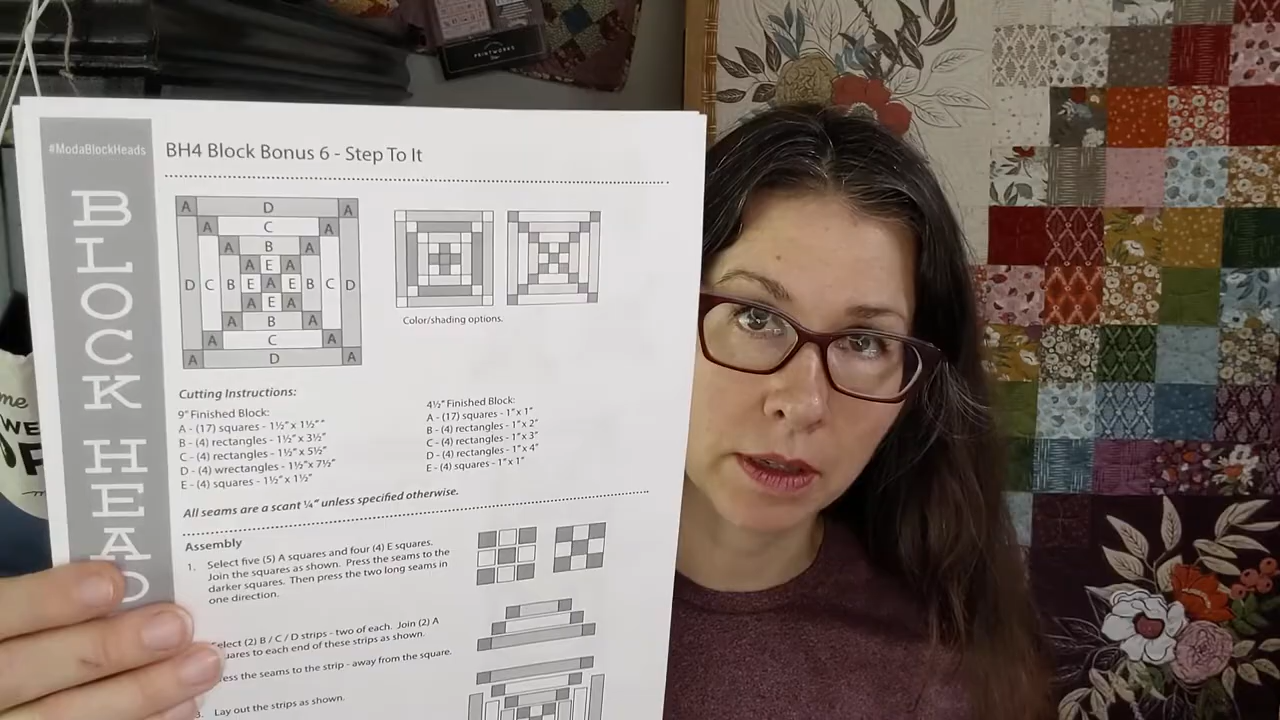 PRINTWORKS
#ModaBlockHeads
BLOCK HEAD
BH4 Block Bonus 6 - Step To It
A D A
A C A
A B A
A E A
D C B E A E B C D
A E A
A B A
A C A
A D A
Color/shading options.
Cutting Instructions:
9" Finished Block:
A - (17) squares - 1½" x 1½" "
B - (4) rectangles - 1½" x 3½"
C - (4) rectangles - 1½" x 5½"
D - (4) wrectangles - 1½" x 7½"
E - (4) squares - 1½" x 1½"
4½" Finished Block:
A - (17) squares - 1" x 1"
B - (4) rectangles - 1" x 2"
C - (4) rectangles - 1" x 3"
D - (4) rectangles - 1" x 4"
E - (4) squares - 1" x 1"
All seams are a scant ¼" unless specified otherwise.
Assembly
1. Select five (5) A squares and four (4) E squares.
Join the squares as shown. Press the seams to the
darker squares. Then press the two long seams in
one direction.
elect (2) B / C / D strips - two of each. Join (2) A
uares to each end of these strips as shown.
ess the seams to the strip - away from the square.
3. Lay out the strips as shown.
me
WE
OF